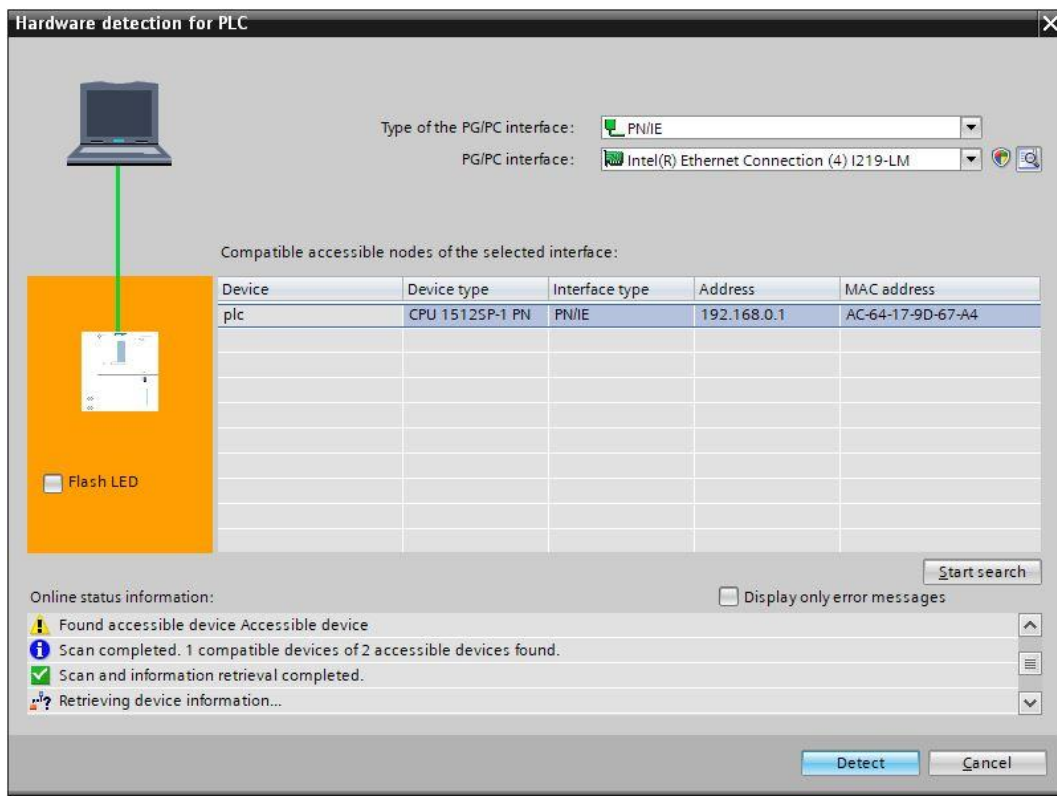 Hardware detection for PLC
Type of the PG/PC interface: PN/IE
PG/PC interface: Intel(R) Ethernet Connection (4) I219-LM
Compatible accessible nodes of the selected interface:
Device Device type Interface type Address MAC address
plc CPU 1512SP-1 PN PN/IE 192.168.0.1 AC-64-17-9D-67-A4
Flash LED
Start search
Online status information: Display only error messages
Found accessible device Accessible device
Scan completed. 1 compatible devices of 2 accessible devices found.
Scan and information retrieval completed.
Retrieving device information...
Detect Cancel